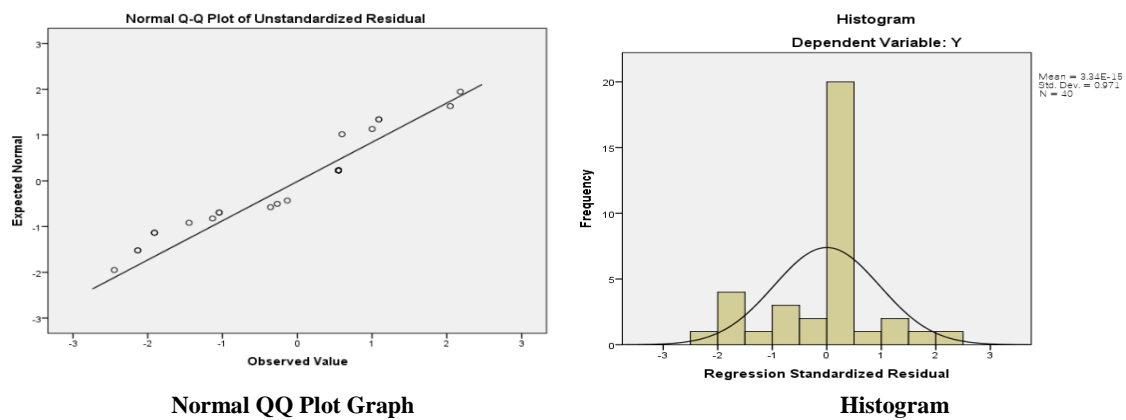 Normal Q-Q Plot of Unstandardized Residual
3
2
1
0
-1
-2
-3
Expected Normal
-3 -2 -1 0 1 2 3
Observed Value
Normal QQ Plot Graph
Histogram
Dependent Variable: Y
Mean = 3.34E-15
Std. Dev. = 0.971
N = 40
20
15
10
5
0
Frequency
-3 -2 -1 0 1 2 3
Regression Standardized Residual
Histogram